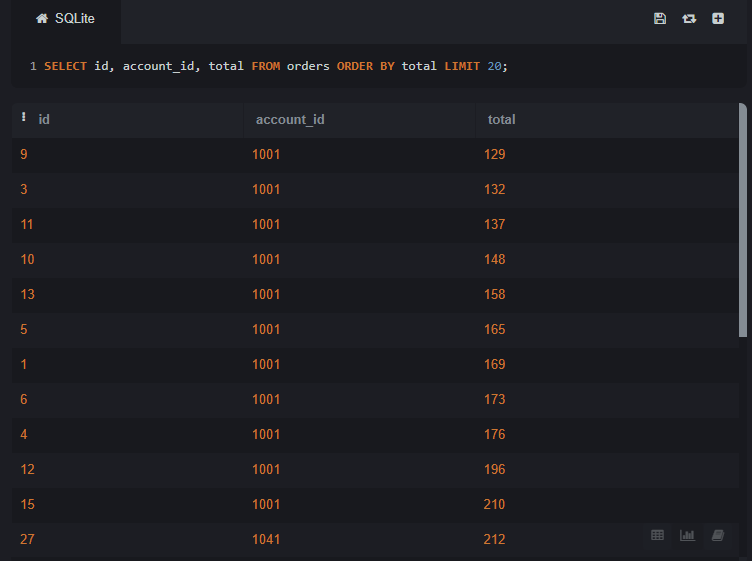 SQLite
1 SELECT id, account_id, total FROM orders ORDER BY total LIMIT 20;
id account_id total
9 1001 129
3 1001 132
11 1001 137
10 1001 148
13 1001 158
5 1001 165
1 1001 169
6 1001 173
4 1001 176
12 1001 196
15 1001 210
27 1041 212